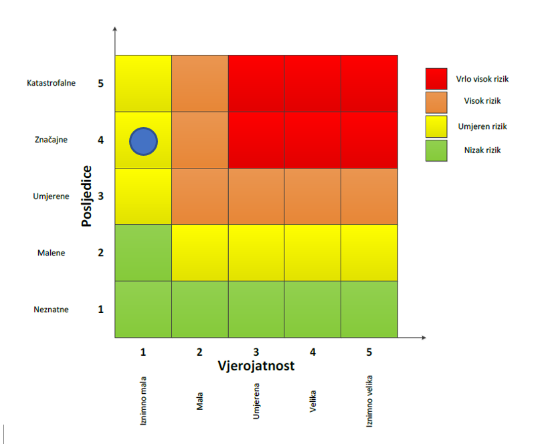 Katastrofalne 5
Značajne 4
Umjerene 3
Malene 2
Neznatne 1
Posljedice
1 2 3 4 5
Vjerojatnost
Iznimno mala
Mala
Umjerena
Velika
Iznimno velika
Vrlo visok rizik
Visok rizik
Umjeren rizik
Nizak rizik